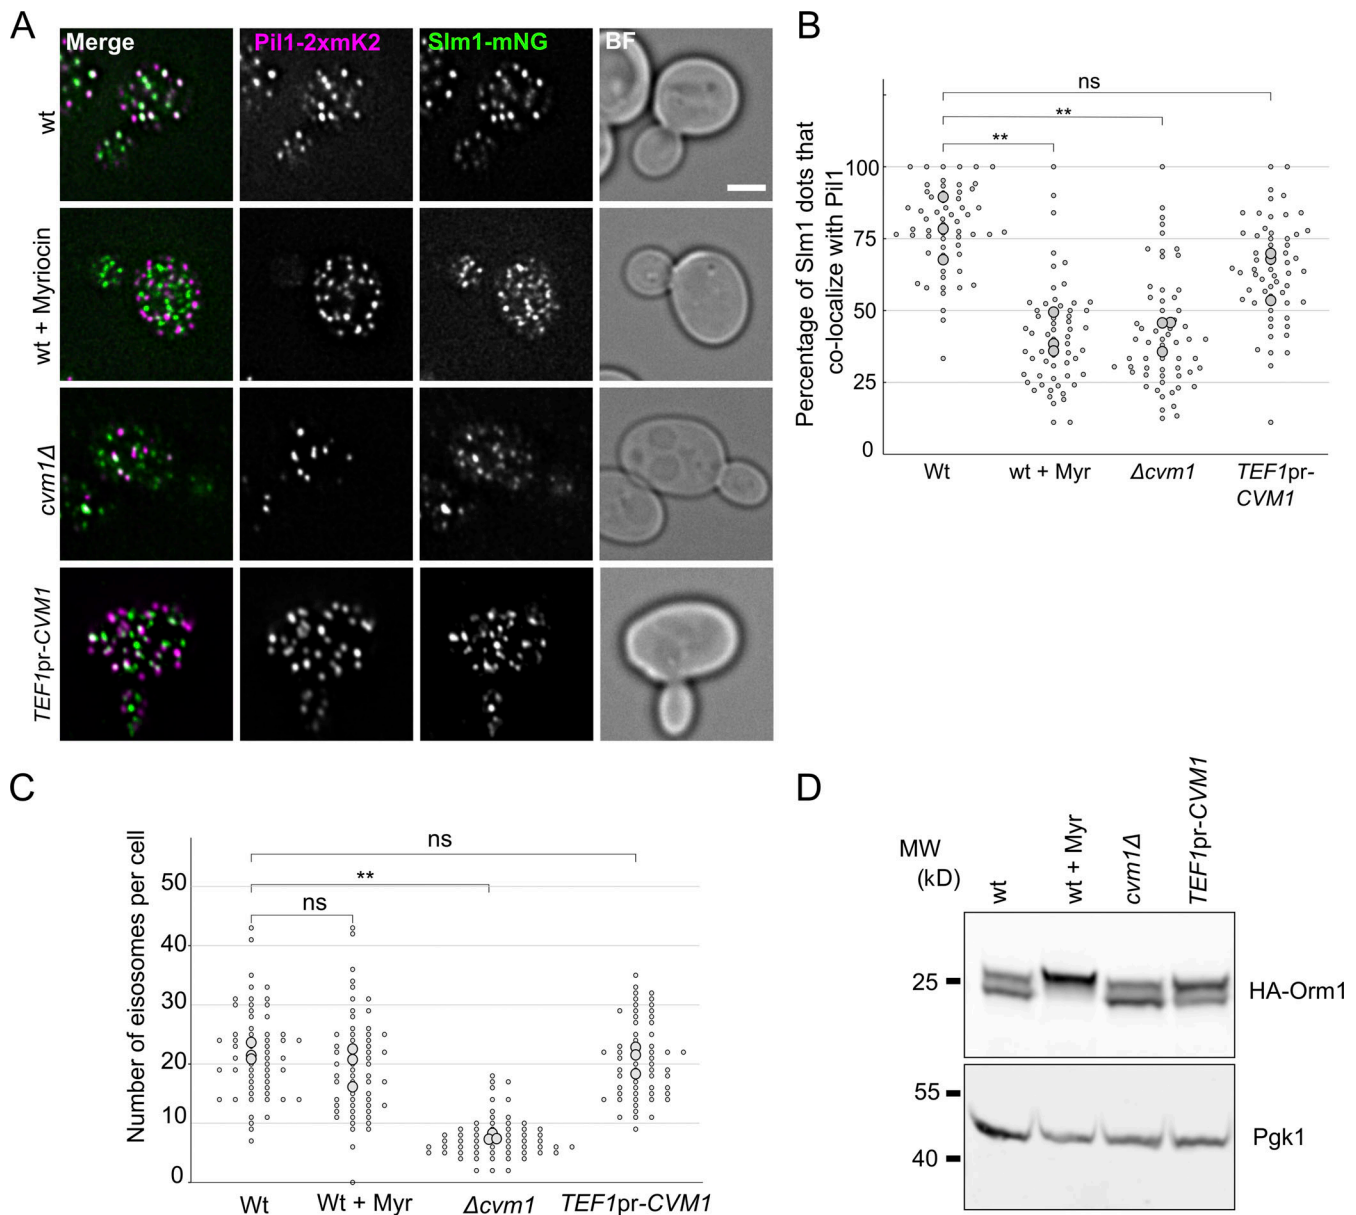 A
Merge
Pil1-2xmK2
Slm1-mNG
BF
wt
wt + Myriocin
cvm1Δ
TEF1pr-CVM1
B
Percentage of Slm1 dots that
co-localize with Pil1
ns
**
**
100
75
50
25
0
Wt
wt + Myr
Δcvm1
TEF1pr-
CVM1
C
Number of eisosomes per cell
ns
**
ns
50
40
30
20
10
0
Wt
Wt + Myr
Δcvm1
TEF1pr-CVM1
D
MW
(kD)
wt
wt + Myr
cvm1Δ
TEF1pr-CVM1
25
HA-Orm1
55
40
Pgk1